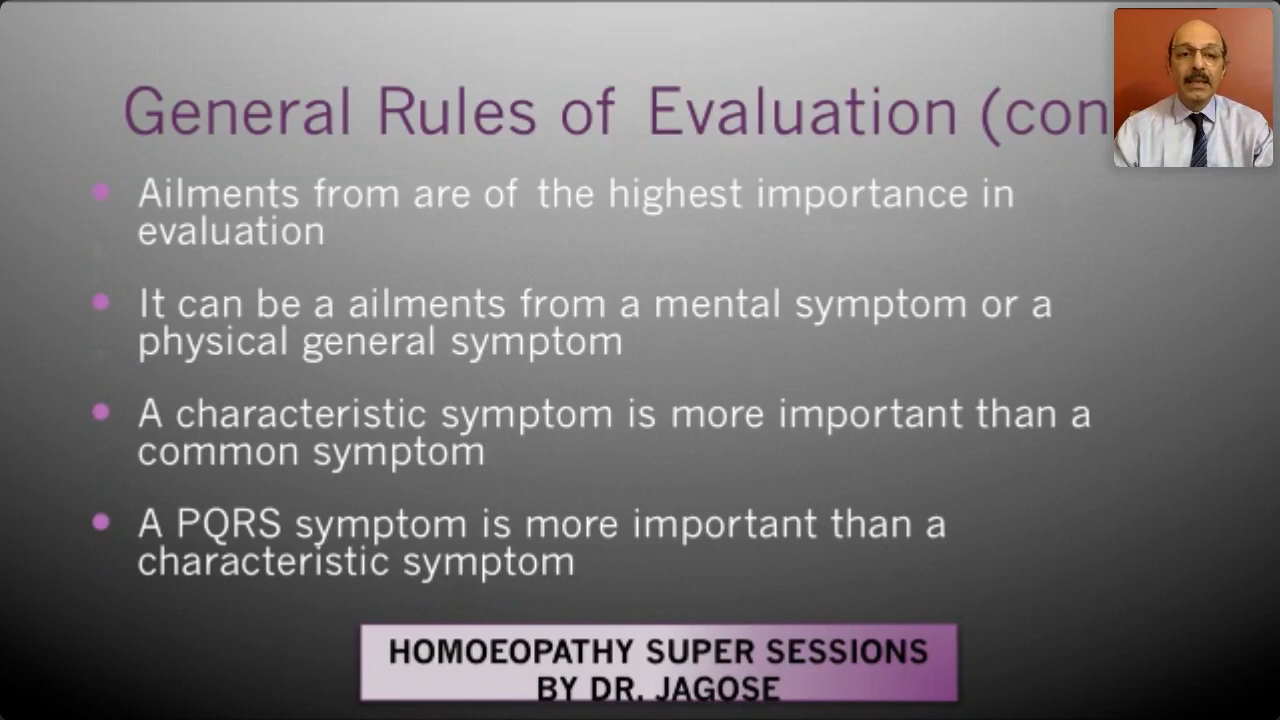 General Rules of Evaluation (con
Ailments from are of the highest importance in
evaluation
It can be a ailments from a mental symptom or a
physical general symptom
A characteristic symptom is more important than a
common symptom
A PQRS symptom is more important than a
characteristic symptom
HOMOEOPATHY SUPER SESSIONS
BY DR. JAGOSE